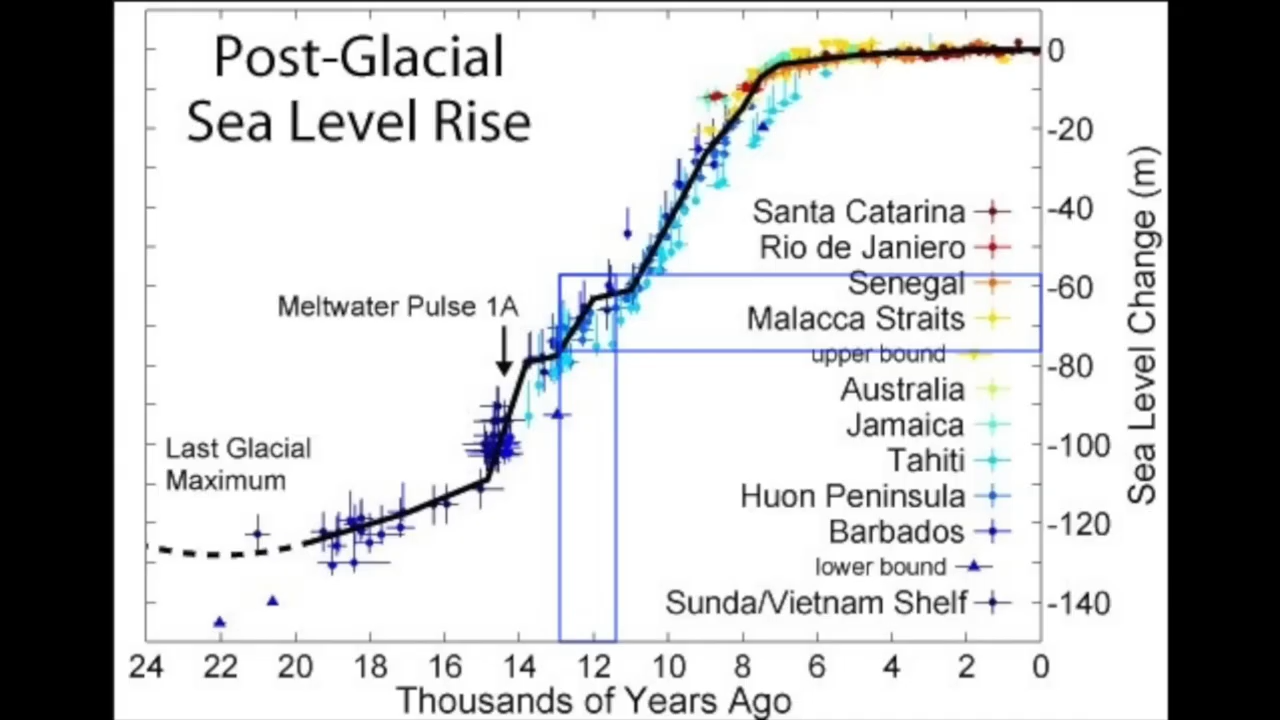 Post-Glacial
Sea Level Rise
Meltwater Pulse 1A
Last Glacial
Maximum
Santa Catarina
Rio de Janiero
Senegal
Malacca Straits
upper bound
Australia
Jamaica
Tahiti
Huon Peninsula
Barbados
lower bound
Sunda/Vietnam Shelf
0
-20
-40
-60
-80
-100
-120
-140
Sea Level Change (m)
24 22 20 18 16 14 12 10 8 6 4 2 0
Thousands of Years Ago